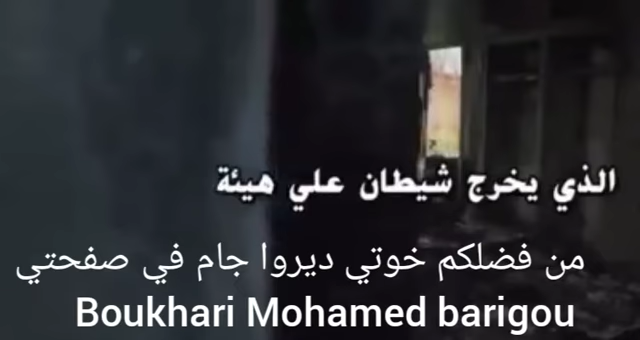 الذي يخرج شيطان علي هيئة
من فضلكم خوتي ديروا جام في صفحتي
Boukhari Mohamed barigou